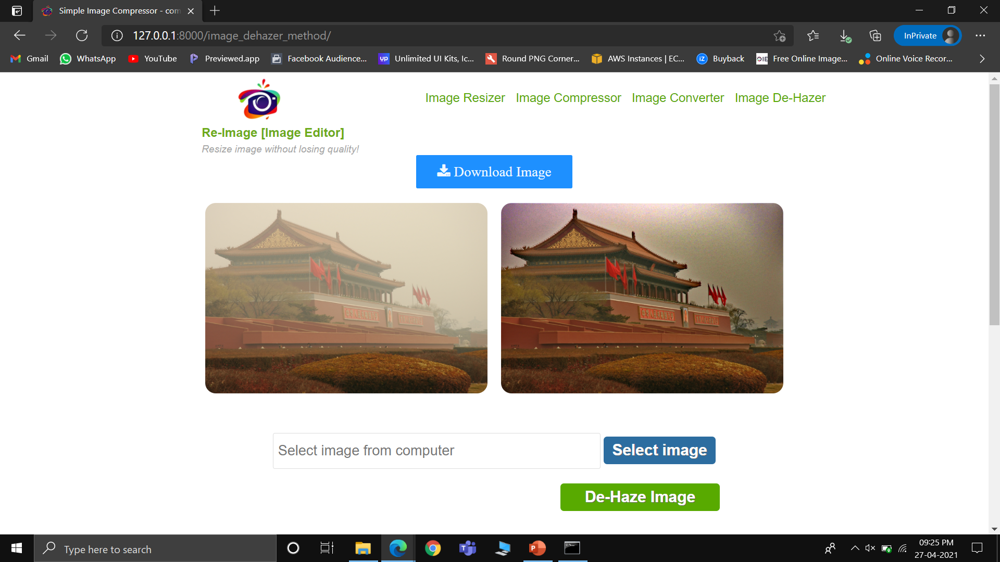 Simple Image Compressor - com
127.0.0.1:8000/image_dehazer_method/
InPrivate
Gmail
WhatsApp
YouTube
Previewed.app
Facebook Audience...
up
Unlimited UI Kits, Ic...
Round PNG Corner...
AWS Instances | EC...
iZ
Buyback
OIE
Free Online Image...
Online Voice Recor...
Image Resizer
Image Compressor
Image Converter
Image De-Hazer
Re-Image [Image Editor]
Resize image without losing quality!
Download Image
Select image from computer
Select image
De-Haze Image
Type here to search
09:25 PM
27-04-2021